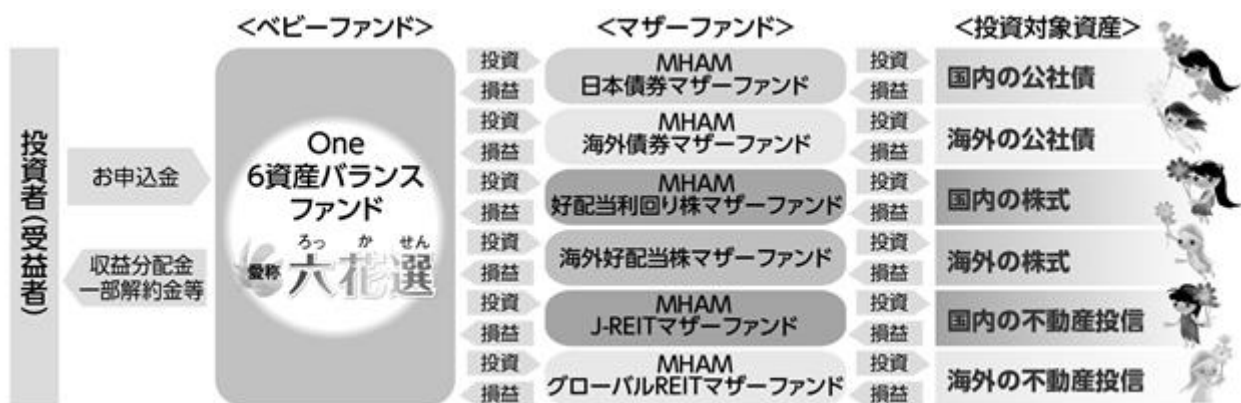 <ベビーファンド>
<マザーファンド>
<投資対象資産>
投資者(受益者)
お申込金
収益分配金
一部解約金等
One
6資産バランス
ファンド
ろっ か せん
愛称 六花選
投資
損益
MHAM
日本債券マザーファンド
投資
損益
国内の公社債
投資
損益
MHAM
海外債券マザーファンド
投資
損益
海外の公社債
投資
損益
MHAM
好配当利回り株マザーファンド
投資
損益
国内の株式
投資
損益
海外好配当株マザーファンド
投資
損益
海外の株式
投資
損益
MHAM
J-REITマザーファンド
投資
損益
国内の不動産投信
投資
損益
MHAM
グローバルREITマザーファンド
投資
損益
海外の不動産投信